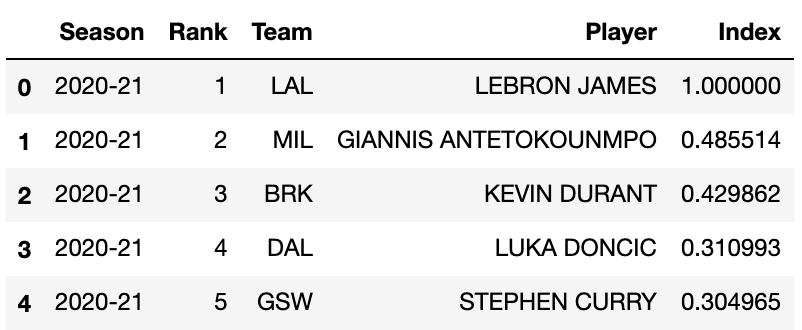 Season Rank Team Player Index
0 2020-21 1 LAL LEBRON JAMES 1.000000
1 2020-21 2 MIL GIANNIS ANTETOKOUNMPO 0.485514
2 2020-21 3 BRK KEVIN DURANT 0.429862
3 2020-21 4 DAL LUKA DONCIC 0.310993
4 2020-21 5 GSW STEPHEN CURRY 0.304965